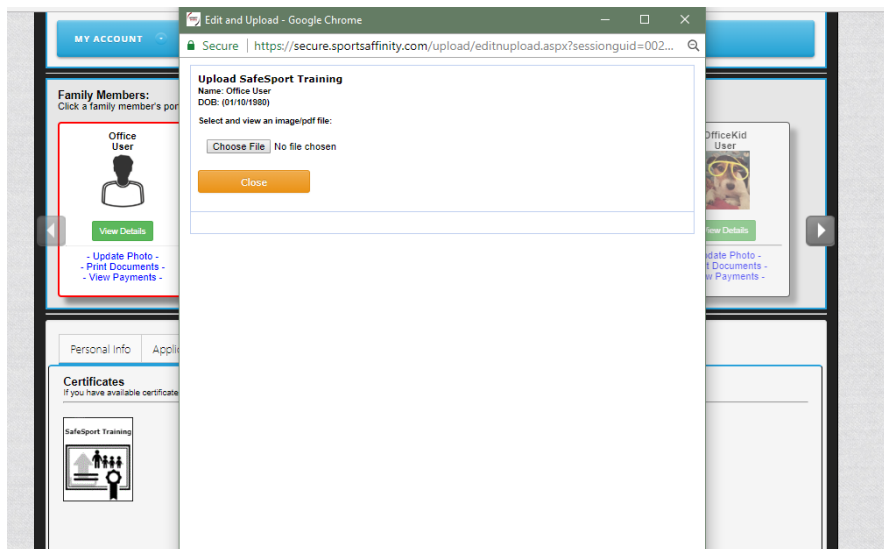 Edit and Upload - Google Chrome
Secure | https://secure.sportsaffinity.com/upload/editnupload.aspx?sessionguid=002...
MY ACCOUNT
Upload SafeSport Training
Name: Office User
DOB: (01/10/1980)
Select and view an image/pdf file:
Choose File No file chosen
Close
Family Members:
Click a family member's por
Office
User
View Details
- Update Photo -
- Print Documents -
- View Payments -
OfficeKid
User
View Details
pdate Photo -
t Documents -
w Payments -
Personal Info
Applic
Certificates
If you have available certificate
SafeSport Training